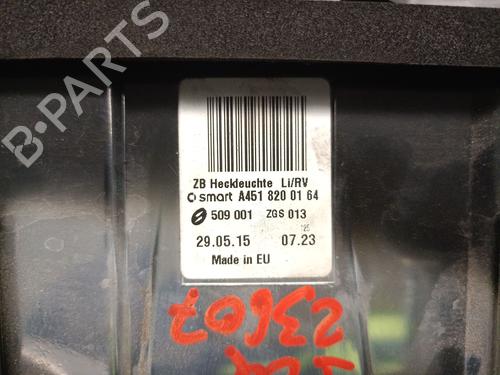 B-PARTS
ZB Heckleuchte Li/RV
smart A451 820 01 64
509 001 ZGS 013
29.05.15 07.23
Made in EU
23607